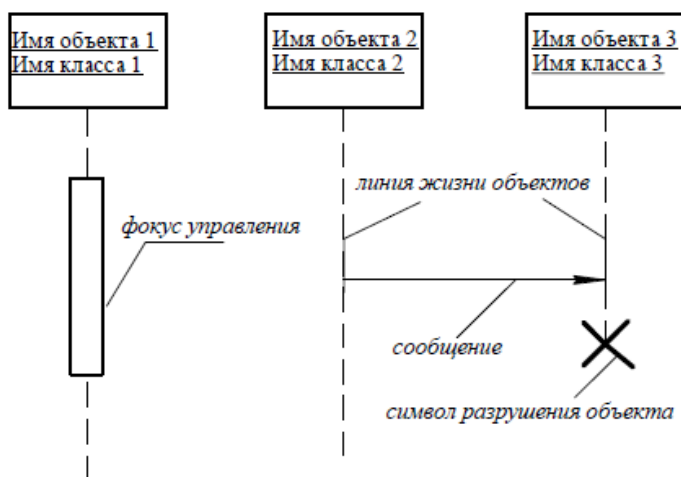 Имя объекта 1
Имя класса 1
Имя объекта 2
Имя класса 2
Имя объекта 3
Имя класса 3
линия жизни объектов
фокус управления
сообщение
символ разрушения объекта